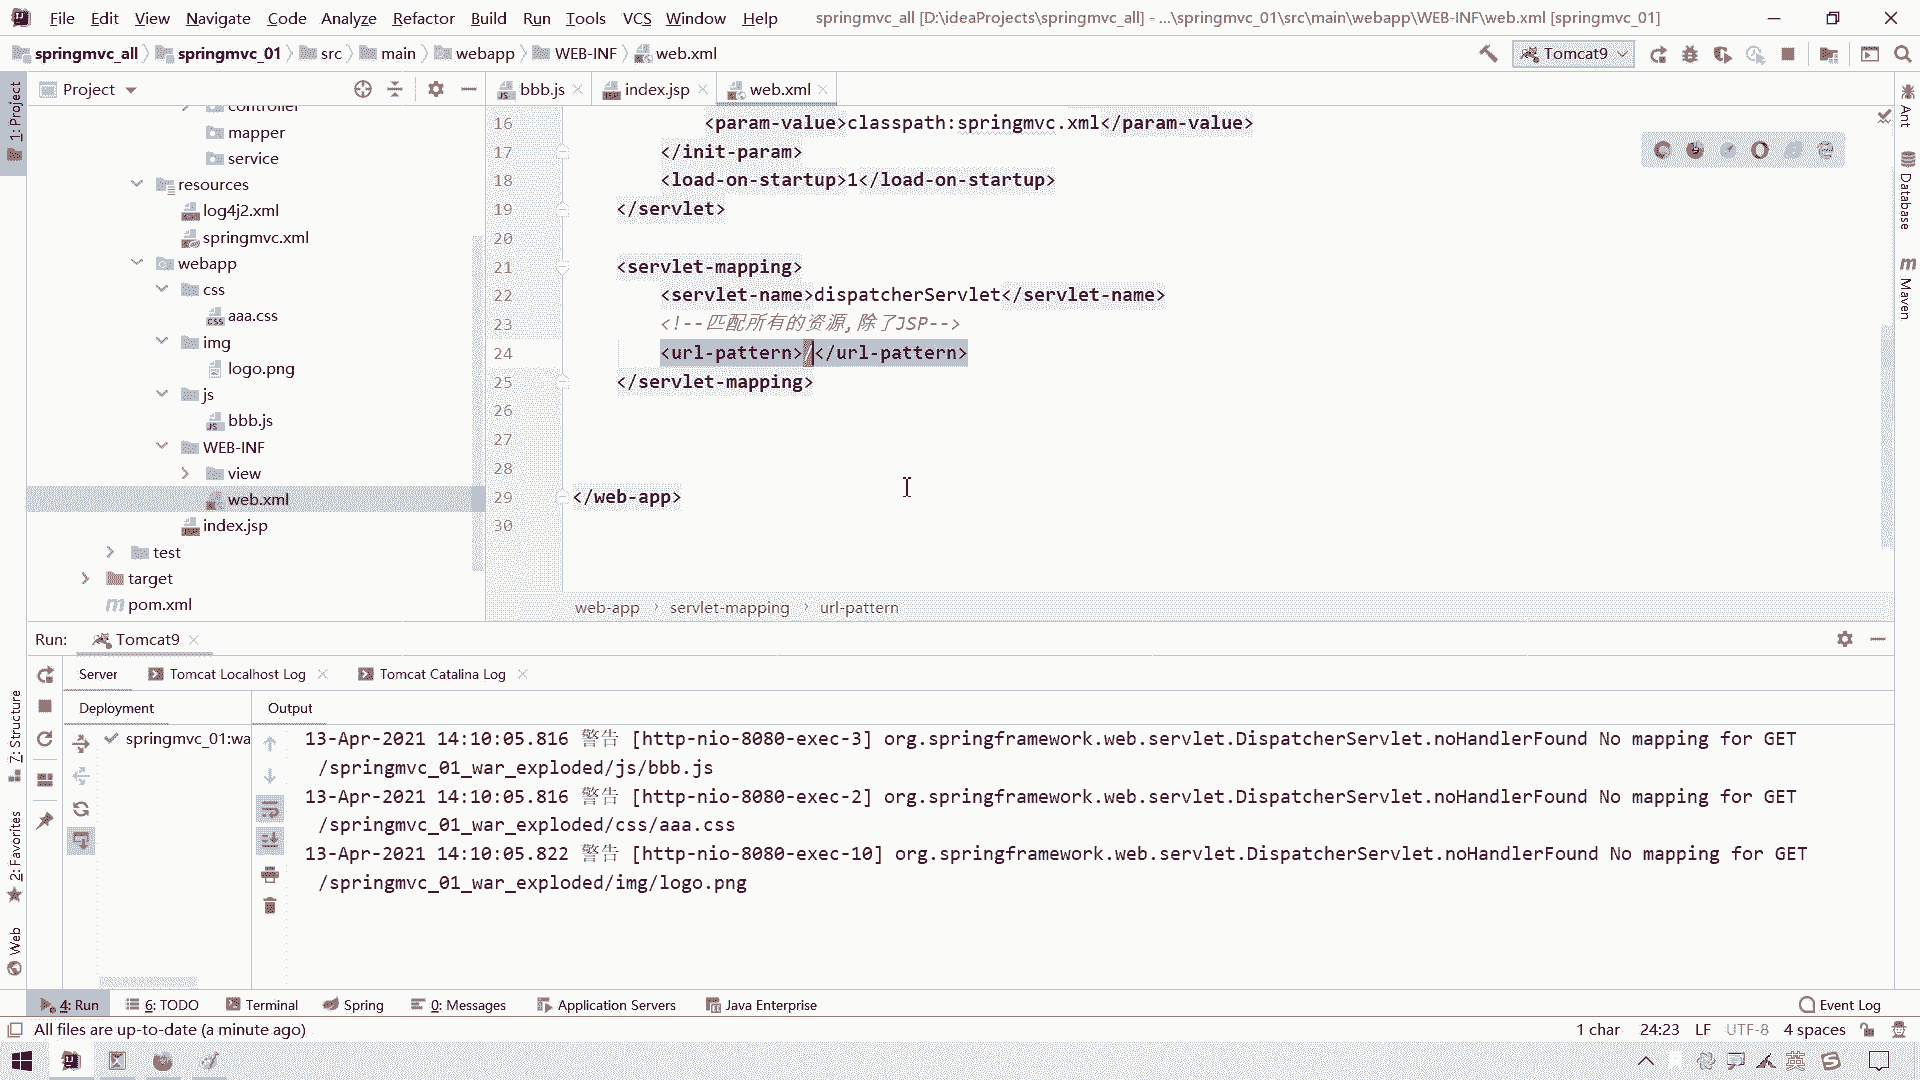 File Edit View Navigate Code Analyze Refactor Build Run Tools VCS Window Help springmvc_all [D:\ideaProjects\springmvc_all] - ...\springmvc_01\src\main\webapp\WEB-INF\web.xml [springmvc_01]
springmvc_all springmvc_01 src main webapp WEB-INF web.xml Tomcat9
1: Project
Project
bbb.js index.jsp web.xml
controller
mapper
service
resources
log4j2.xml
springmvc.xml
webapp
css
aaa.css
img
logo.png
js
bbb.js
WEB-INF
view
web.xml
index.jsp
test
target
pom.xml
16 <param-value>classpath:springmvc.xml</param-value>
17 </init-param>
18 <load-on-startup>1</load-on-startup>
19 </servlet>
20
21 <servlet-mapping>
22 <servlet-name>dispatcherServlet</servlet-name>
23 <!--匹配所有的资源,除了JSP-->
24 <url-pattern>/</url-pattern>
25 </servlet-mapping>
26
27
28
29 </web-app>
30
web-app › servlet-mapping › url-pattern
Ant
Database
Maven
Run: Tomcat9
Server Tomcat Localhost Log Tomcat Catalina Log
Deployment Output
springmvc_01:wa
13-Apr-2021 14:10:05.816 警告 [http-nio-8080-exec-3] org.springframework.web.servlet.DispatcherServlet.noHandlerFound No mapping for GET
/springmvc_01_war_exploded/js/bbb.js
13-Apr-2021 14:10:05.816 警告 [http-nio-8080-exec-2] org.springframework.web.servlet.DispatcherServlet.noHandlerFound No mapping for GET
/springmvc_01_war_exploded/css/aaa.css
13-Apr-2021 14:10:05.822 警告 [http-nio-8080-exec-10] org.springframework.web.servlet.DispatcherServlet.noHandlerFound No mapping for GET
/springmvc_01_war_exploded/img/logo.png
7: Structure
2: Favorites
Web
4: Run 6: TODO Terminal Spring 0: Messages Application Servers Java Enterprise Event Log
All files are up-to-date (a minute ago) 1 char 24:23 LF UTF-8 4 spaces
英